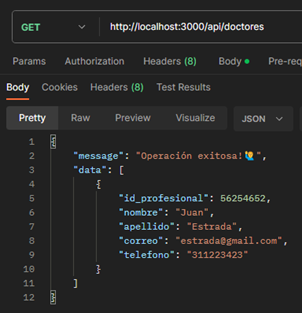 GET http://localhost:3000/api/doctores
Params Authorization Headers (8) Body Pre-req
Body Cookies Headers (8) Test Results
Pretty Raw Preview Visualize JSON
1 {
2 "message": "Operación exitosa!🙋",
3 "data": [
4 {
5 "id_profesional": 56254652,
6 "nombre": "Juan",
7 "apellido": "Estrada",
8 "correo": "estrada@gmail.com",
9 "telefono": "311223423"
10 }
11 ]
12 }